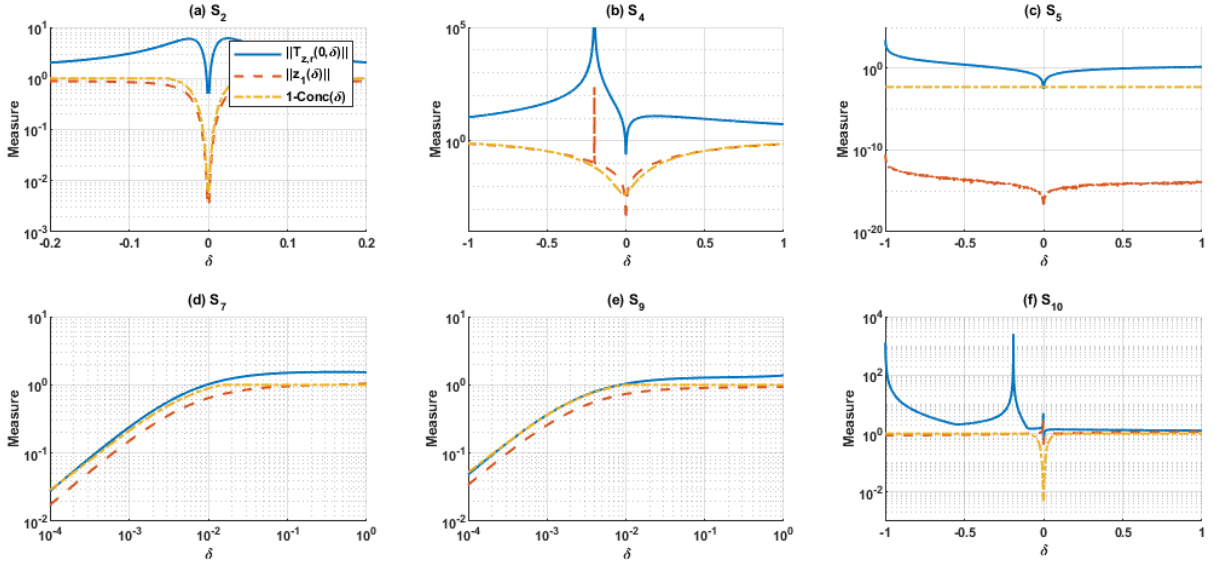 (a) S₂
10¹
10⁰
10⁻¹
10⁻²
10⁻³
Measure
-0.2
-0.1
0
0.1
0.2
δ
||T_{z,r}(0,δ)||
||z₁(δ)||
1-Conc(δ)
(b) S₄
10⁵
10⁰
Measure
-1
-0.5
0
0.5
1
δ
(c) S₅
10⁰
10⁻¹⁰
10⁻²⁰
Measure
-1
-0.5
0
0.5
1
δ
(d) S₇
10¹
10⁰
10⁻¹
10⁻²
Measure
10⁻⁴
10⁻³
10⁻²
10⁻¹
10⁰
δ
(e) S₉
10¹
10⁰
10⁻¹
10⁻²
Measure
10⁻⁴
10⁻³
10⁻²
10⁻¹
10⁰
δ
(f) S₁₀
10⁴
10²
10⁰
10⁻²
Measure
-1
-0.5
0
0.5
1
δ